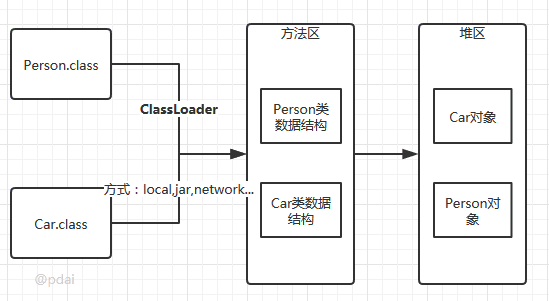 Person.class
ClassLoader
方式：local,jar,network...
Car.class
@pdai
方法区
Person类
数据结构
Car类数据
结构
堆区
Car对象
Person对
象